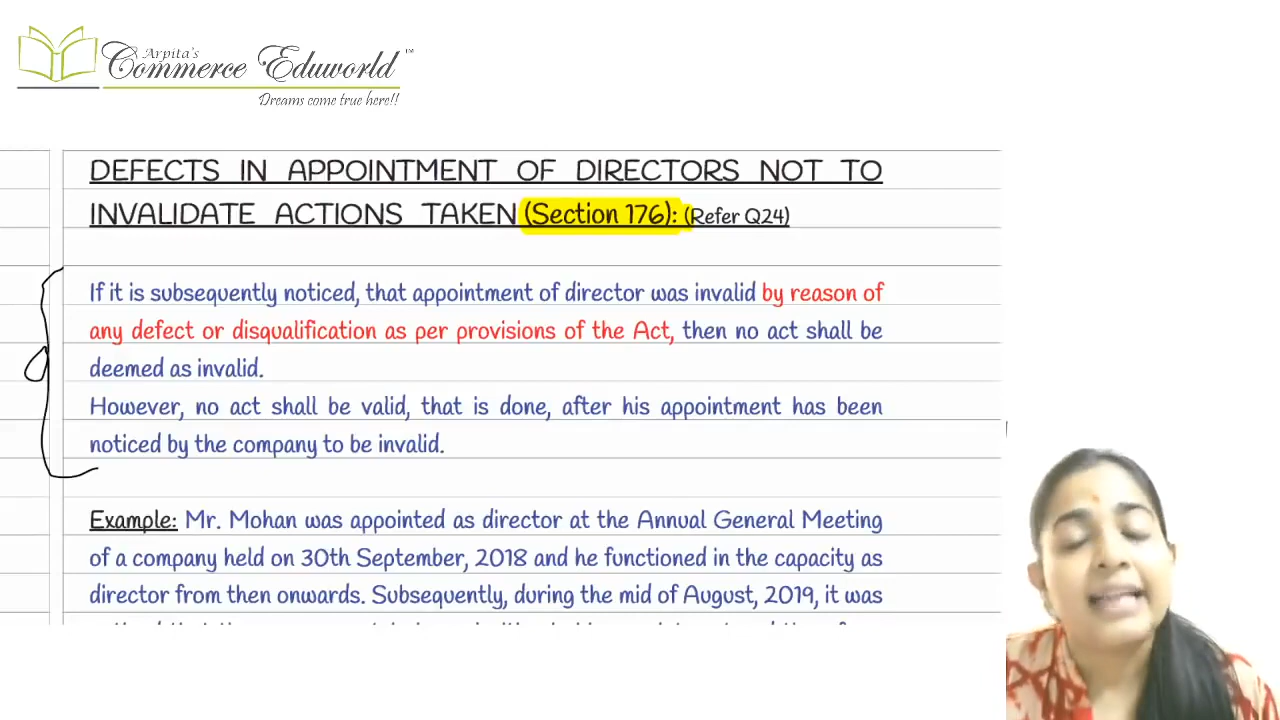 Arpita's
Commerce Eduworld™
Dreams come true here!!
DEFECTS IN APPOINTMENT OF DIRECTORS NOT TO
INVALIDATE ACTIONS TAKEN (Section 176): (Refer Q24)
If it is subsequently noticed, that appointment of director was invalid by reason of
any defect or disqualification as per provisions of the Act, then no act shall be
deemed as invalid.
However, no act shall be valid, that is done, after his appointment has been
noticed by the company to be invalid.
Example: Mr. Mohan was appointed as director at the Annual General Meeting
of a company held on 30th September, 2018 and he functioned in the capacity as
director from then onwards. Subsequently, during the mid of August, 2019, it was